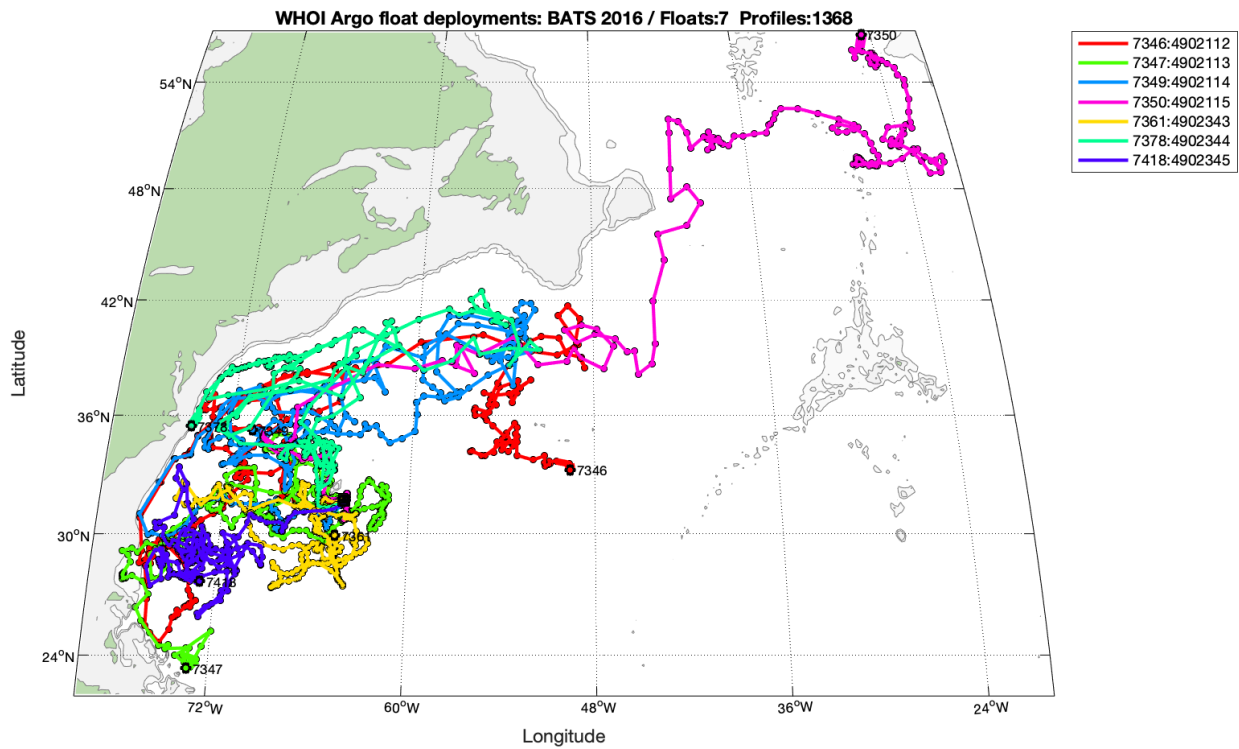 WHOI Argo float deployments: BATS 2016 / Floats:7 Profiles:1368
7346:4902112
7347:4902113
7349:4902114
7350:4902115
7361:4902343
7378:4902344
7418:4902345
7350
54°N
48°N
42°N
36°N
7378
7349
7346
30°N
7361
7418
24°N
7347
72°W
60°W
48°W
36°W
24°W
Latitude
Longitude